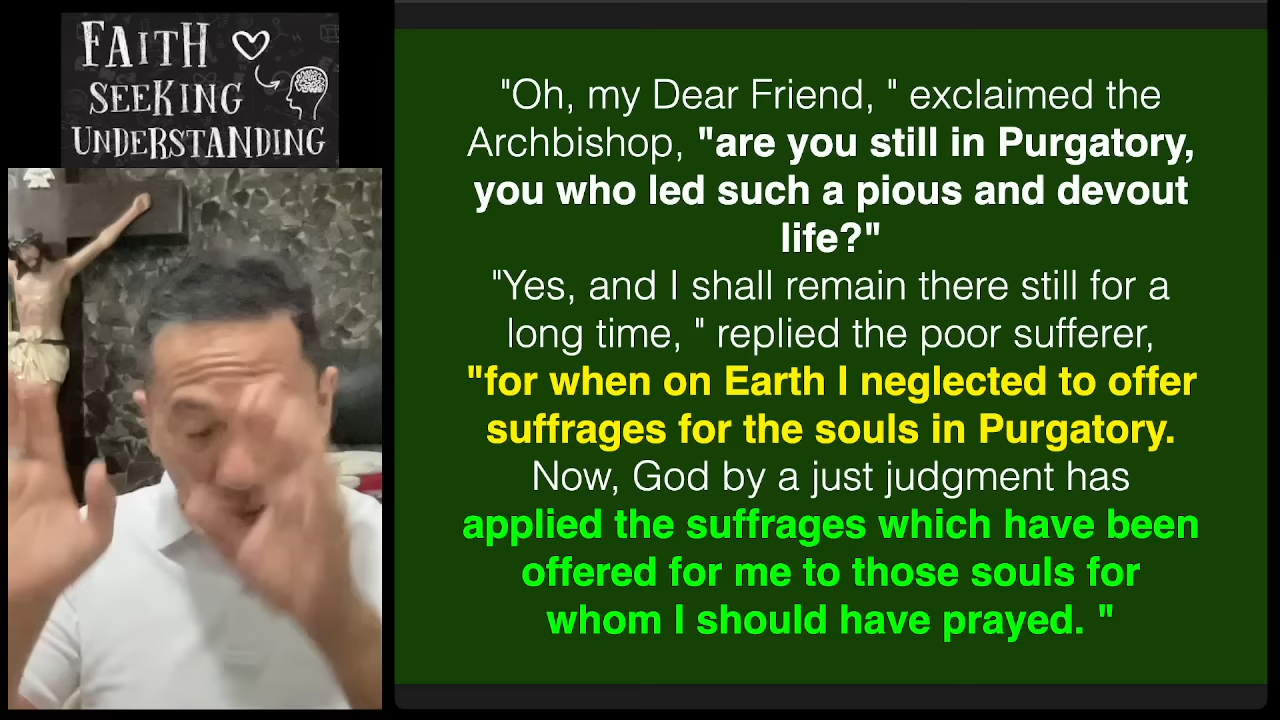 FAITH
SEEKING
UNDERSTANDING
"Oh, my Dear Friend, " exclaimed the
Archbishop, "are you still in Purgatory,
you who led such a pious and devout
life?"
"Yes, and I shall remain there still for a
long time, " replied the poor sufferer,
"for when on Earth I neglected to offer
suffrages for the souls in Purgatory.
Now, God by a just judgment has
applied the suffrages which have been
offered for me to those souls for
whom I should have prayed. "